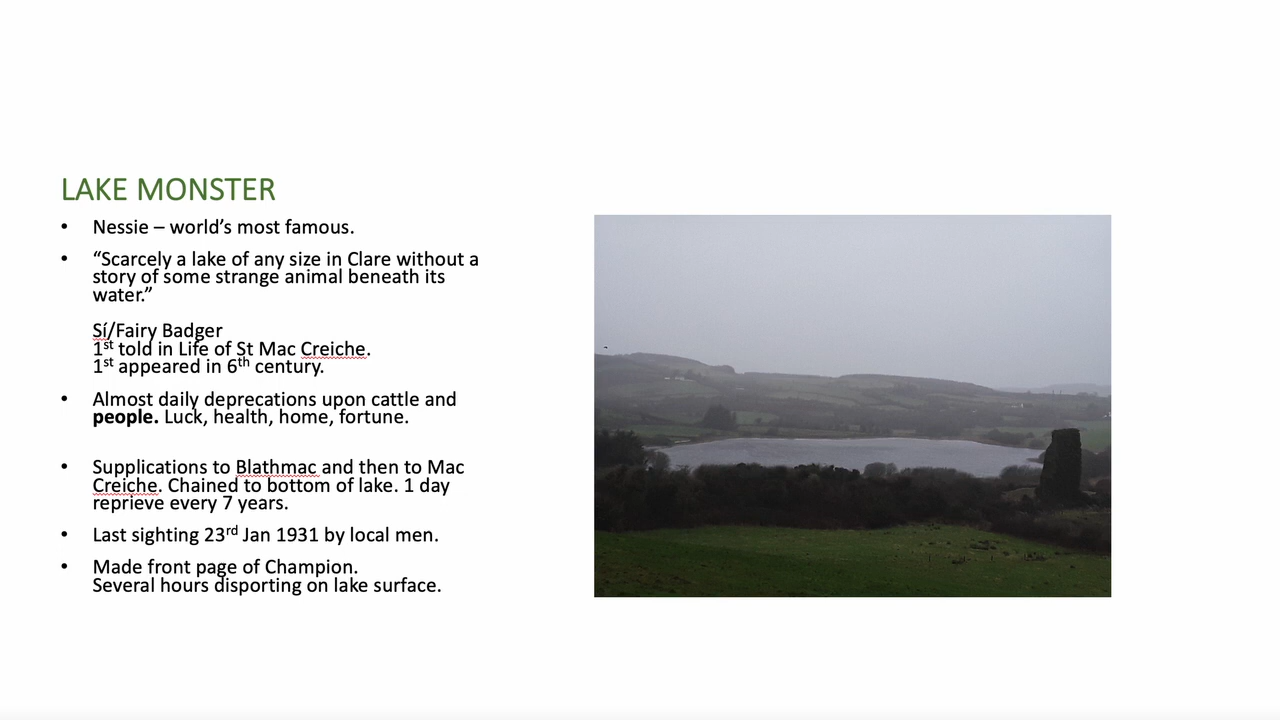 LAKE MONSTER
• Nessie – world’s most famous.
• “Scarcely a lake of any size in Clare without a
story of some strange animal beneath its
water.”
Sí/Fairy Badger
1st told in Life of St Mac Creiche.
1st appeared in 6th century.
• Almost daily deprecations upon cattle and
people. Luck, health, home, fortune.
• Supplications to Blathmac and then to Mac
Creiche. Chained to bottom of lake. 1 day
reprieve every 7 years.
• Last sighting 23rd Jan 1931 by local men.
• Made front page of Champion.
Several hours disporting on lake surface.